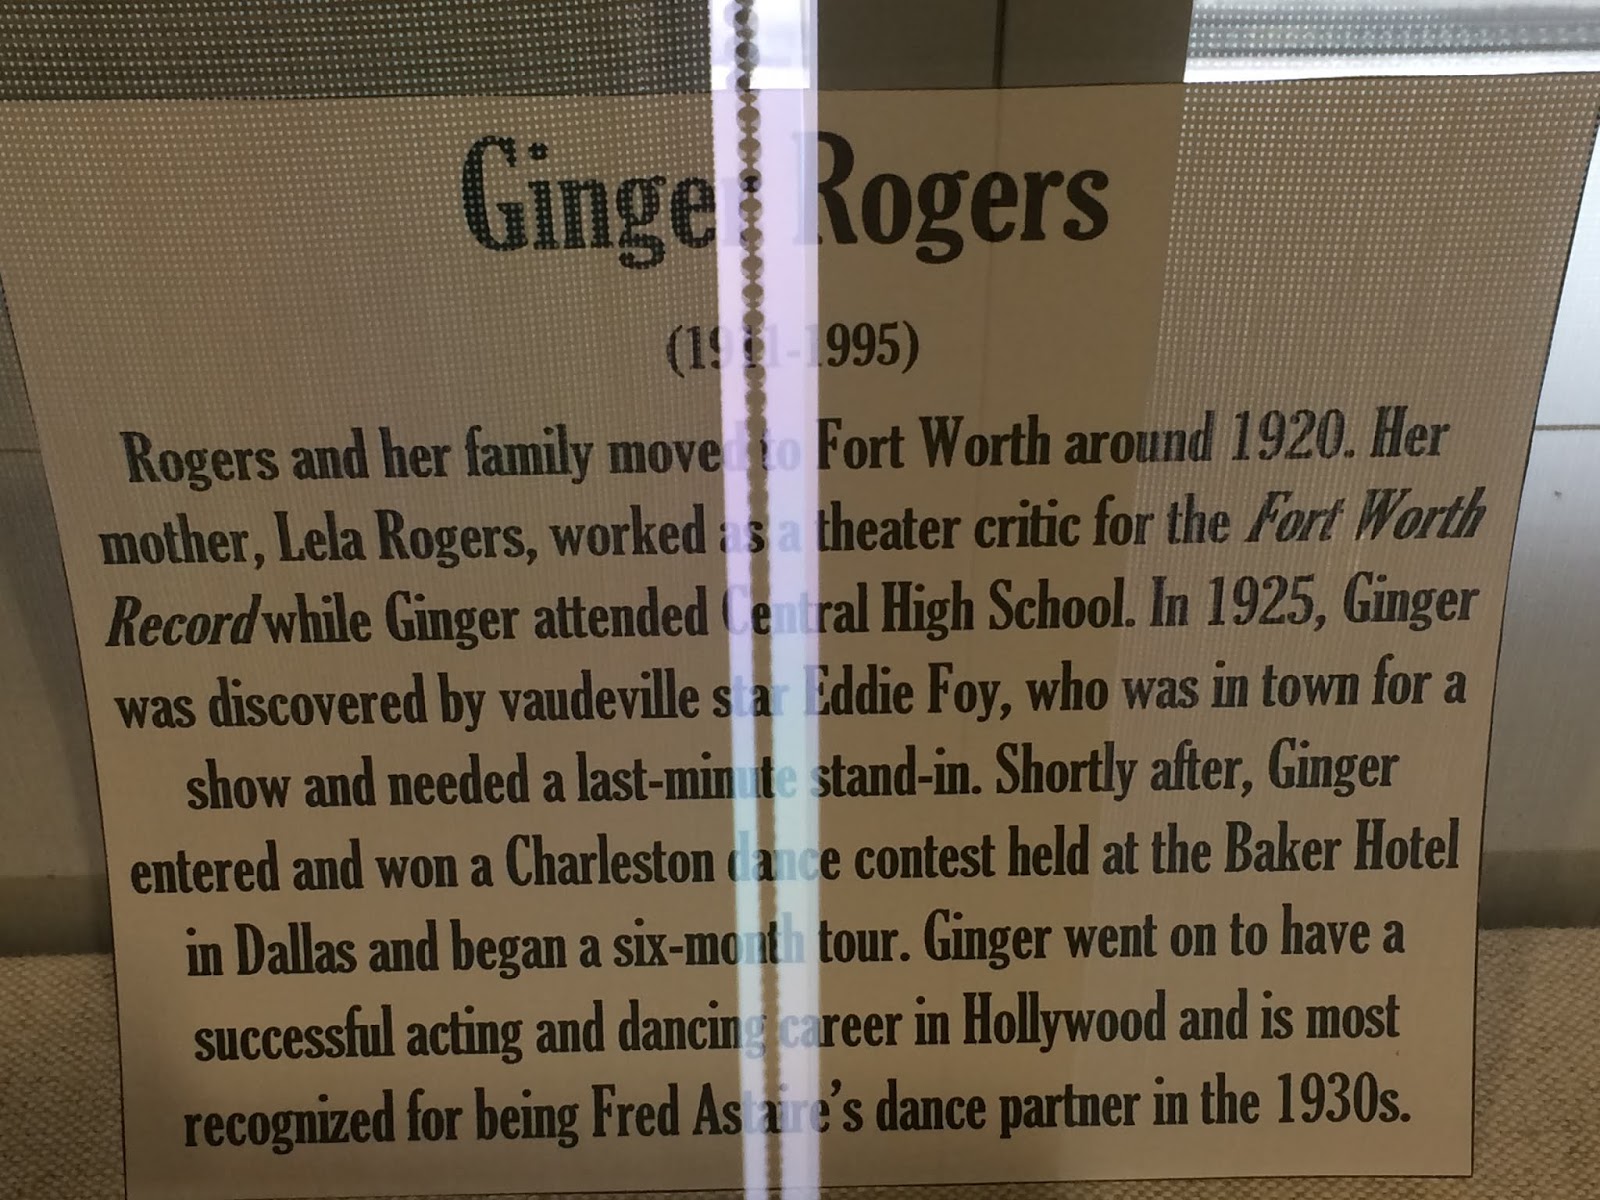 Ginger Rogers
(1911-1995)
Rogers and her family moved to Fort Worth around 1920. Her
mother, Lela Rogers, worked as a theater critic for the Fort Worth
Record while Ginger attended Central High School. In 1925, Ginger
was discovered by vaudeville star Eddie Foy, who was in town for a
show and needed a last-minute stand-in. Shortly after, Ginger
entered and won a Charleston dance contest held at the Baker Hotel
in Dallas and began a six-month tour. Ginger went on to have a
successful acting and dancing career in Hollywood and is most
recognized for being Fred Astaire's dance partner in the 1930s.